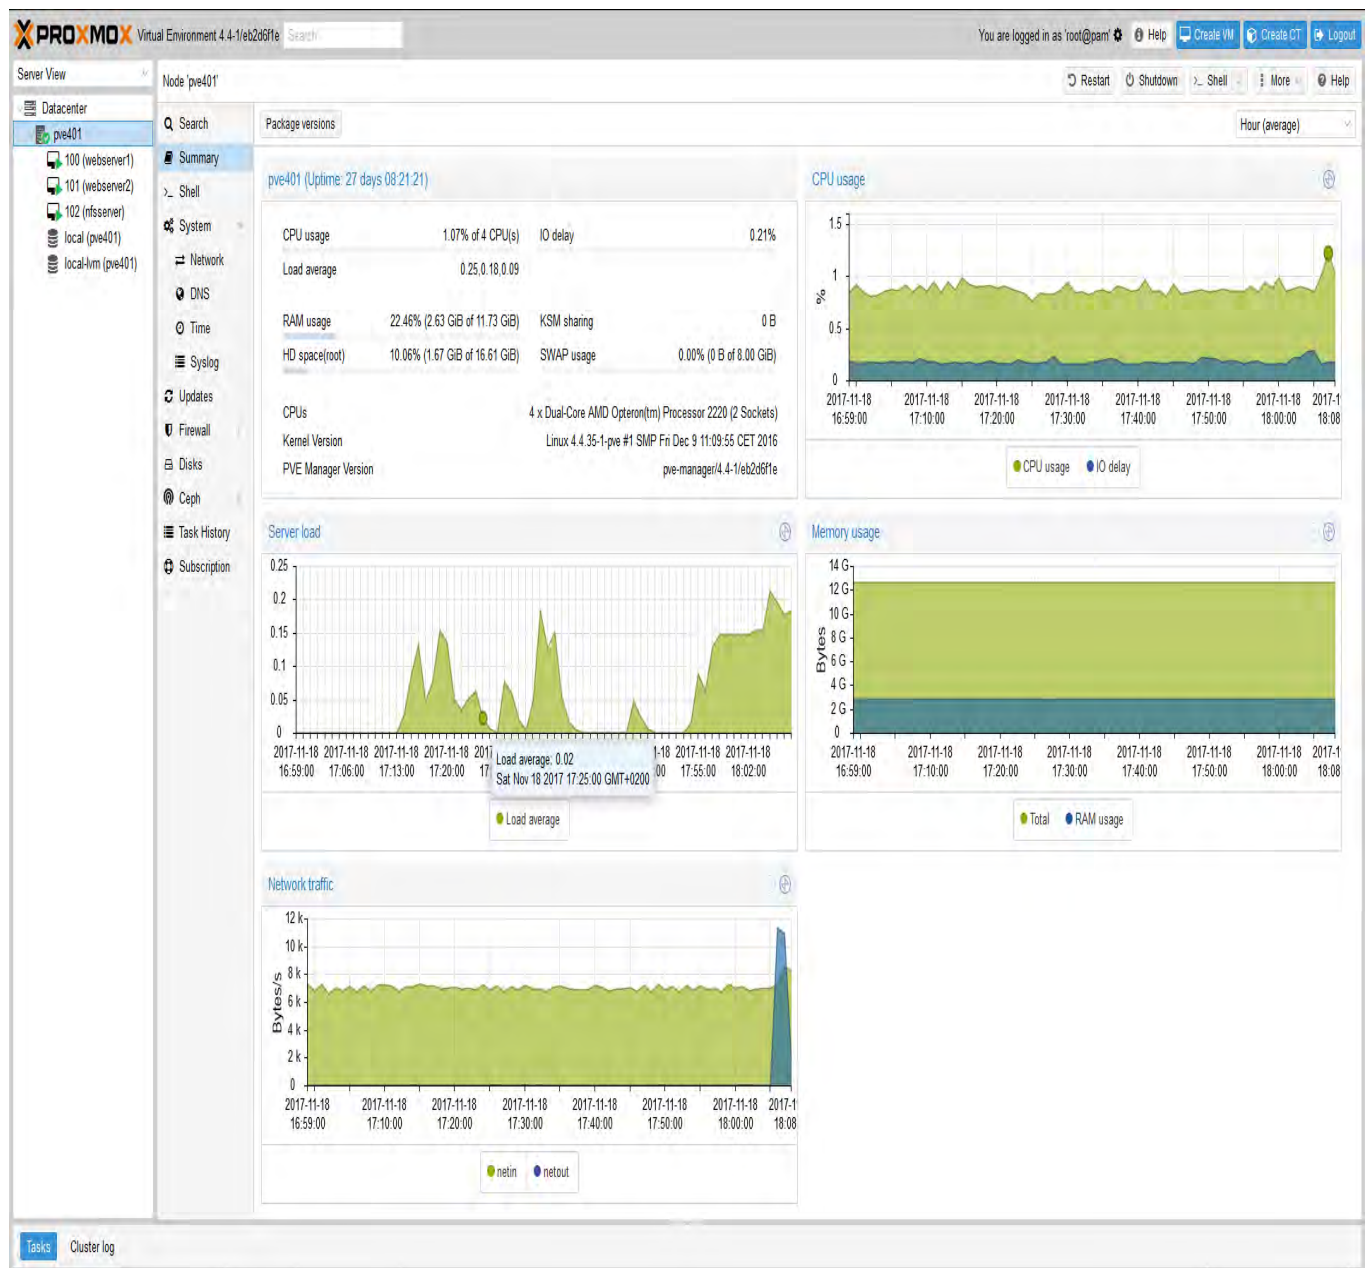 PROXMOX Virtual Environment 4.4-1/eb2d6f1e Search You are logged in as 'root@pam' Help Create VM Create CT Logout
Server View
Datacenter
pve401
100 (webserver1)
101 (webserver2)
102 (nfsserver)
local (pve401)
local-lvm (pve401)
Node 'pve401' Restart Shutdown >_ Shell More Help
Search
Summary
>_ Shell
System
Network
DNS
Time
Syslog
Updates
Firewall
Disks
Ceph
Task History
Subscription
Package versions Hour (average)
pve401 (Uptime: 27 days 08:21:21)
CPU usage 1.07% of 4 CPU(s) IO delay 0.21%
Load average 0.25,0.18,0.09
RAM usage 22.46% (2.63 GiB of 11.73 GiB) KSM sharing 0 B
HD space(root) 10.06% (1.67 GiB of 16.61 GiB) SWAP usage 0.00% (0 B of 8.00 GiB)
CPUs 4 x Dual-Core AMD Opteron(tm) Processor 2220 (2 Sockets)
Kernel Version Linux 4.4.35-1-pve #1 SMP Fri Dec 9 11:09:55 CET 2016
PVE Manager Version pve-manager/4.4-1/eb2d6f1e
CPU usage
1.5
1
%
0.5
0
2017-11-18 2017-11-18 2017-11-18 2017-11-18 2017-11-18 2017-11-18 2017-11-18 2017-1
16:59:00 17:10:00 17:20:00 17:30:00 17:40:00 17:50:00 18:00:00 18:08
CPU usage IO delay
Server load
0.25
0.2
0.15
0.1
0.05
0
2017-11-18 2017-11-18 2017-11-18 2017-11-18 201 -18 2017-11-18 2017-11-18
16:59:00 17:06:00 17:13:00 17:20:00 17 00 17:55:00 18:02:00
Load average: 0.02
Sat Nov 18 2017 17:25:00 GMT+0200
Load average
Memory usage
14 G
12 G
10 G
8 G
6 G
4 G
2 G
0
Bytes
2017-11-18 2017-11-18 2017-11-18 2017-11-18 2017-11-18 2017-11-18 2017-11-18 2017-1
16:59:00 17:10:00 17:20:00 17:30:00 17:40:00 17:50:00 18:00:00 18:08
Total RAM usage
Network traffic
12 k
10 k
8 k
6 k
4 k
2 k
0
Bytes/s
2017-11-18 2017-11-18 2017-11-18 2017-11-18 2017-11-18 2017-11-18 2017-11-18 2017-1
16:59:00 17:10:00 17:20:00 17:30:00 17:40:00 17:50:00 18:00:00 18:08
netin netout
Tasks Cluster log